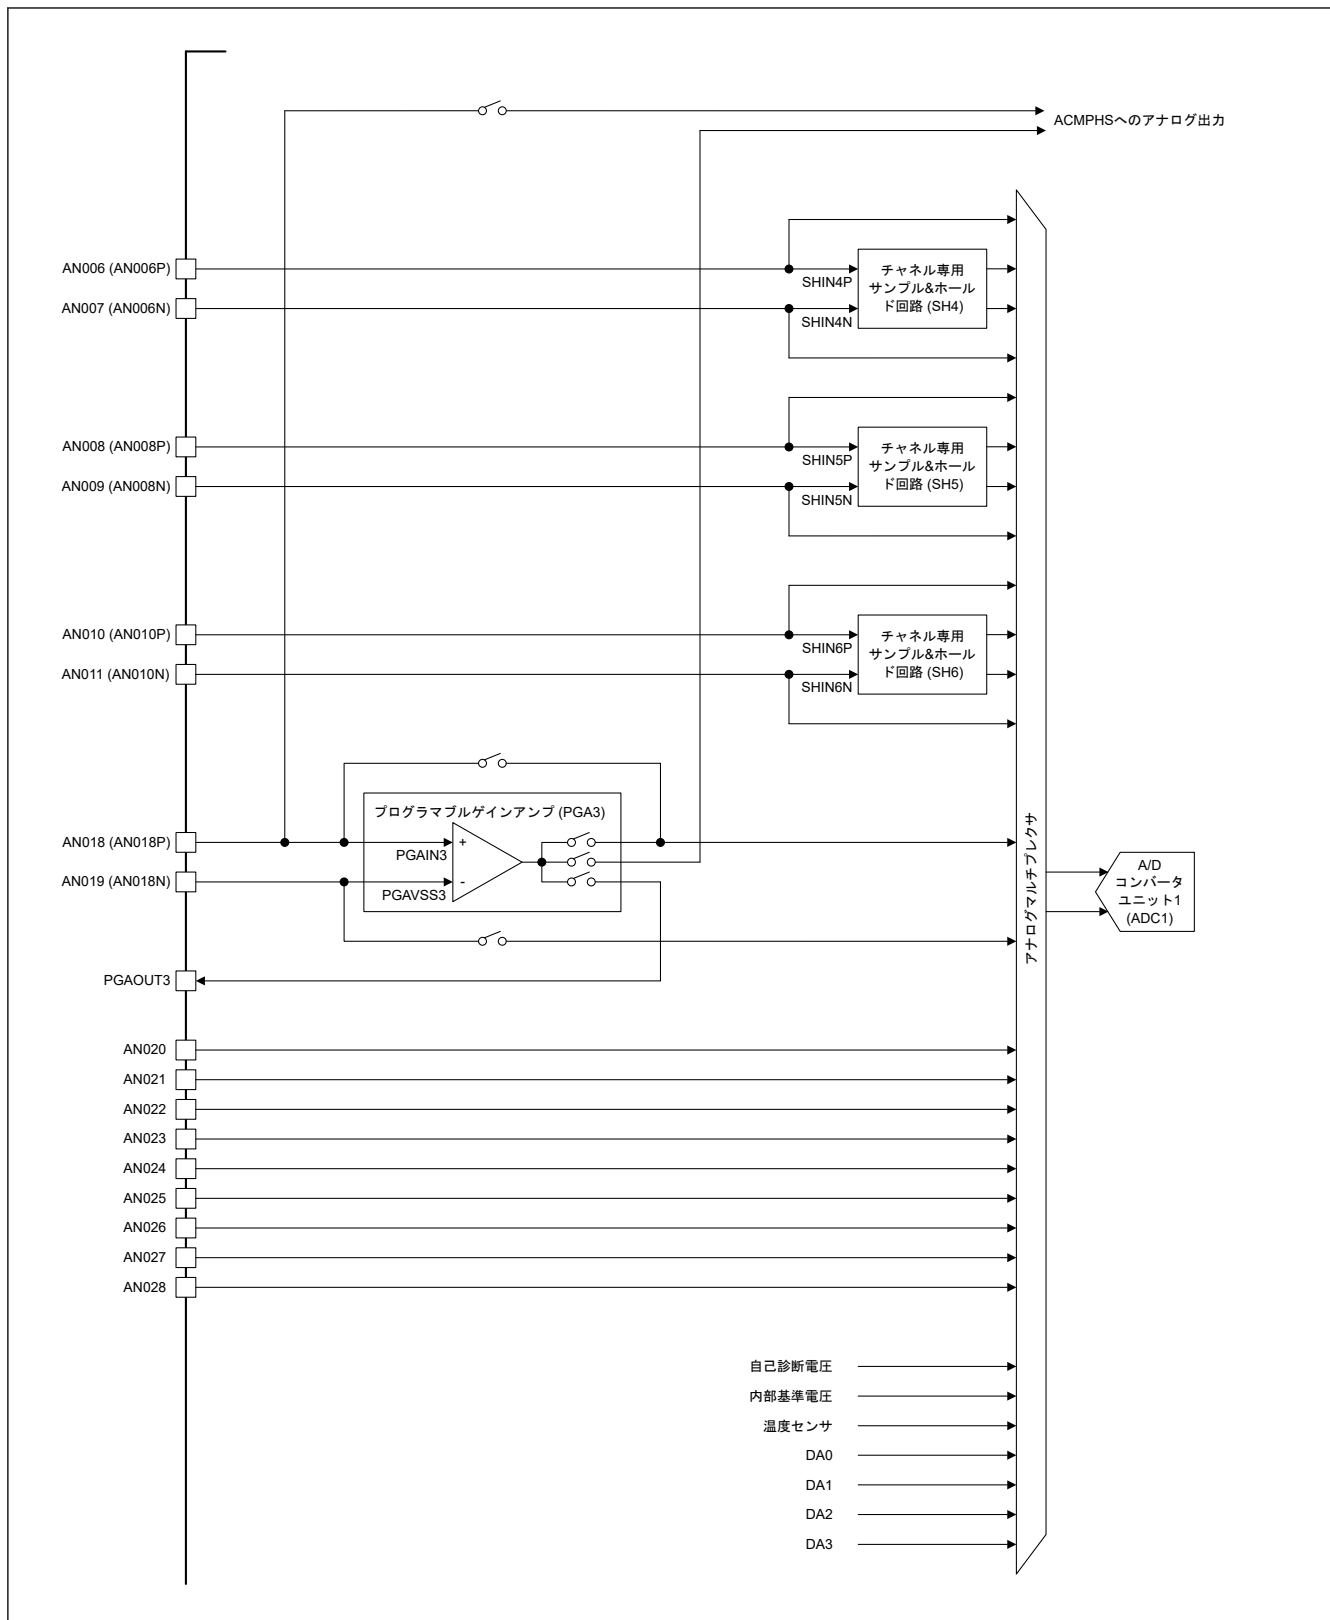 ACMPHSへのアナログ出力
AN006 (AN006P)
AN007 (AN006N)
SHIN4P
SHIN4N
チャネル専用
サンプル&ホール
ド回路 (SH4)
AN008 (AN008P)
AN009 (AN008N)
SHIN5P
SHIN5N
チャネル専用
サンプル&ホール
ド回路 (SH5)
AN010 (AN010P)
AN011 (AN010N)
SHIN6P
SHIN6N
チャネル専用
サンプル&ホール
ド回路 (SH6)
プログラマブルゲインアンプ (PGA3)
AN018 (AN018P)
AN019 (AN018N)
PGAIN3
PGAVSS3
+
-
PGAOUT3
アナログマルチプレクサ
A/D
コンバータ
ユニット1
(ADC1)
AN020
AN021
AN022
AN023
AN024
AN025
AN026
AN027
AN028
自己診断電圧
内部基準電圧
温度センサ
DA0
DA1
DA2
DA3